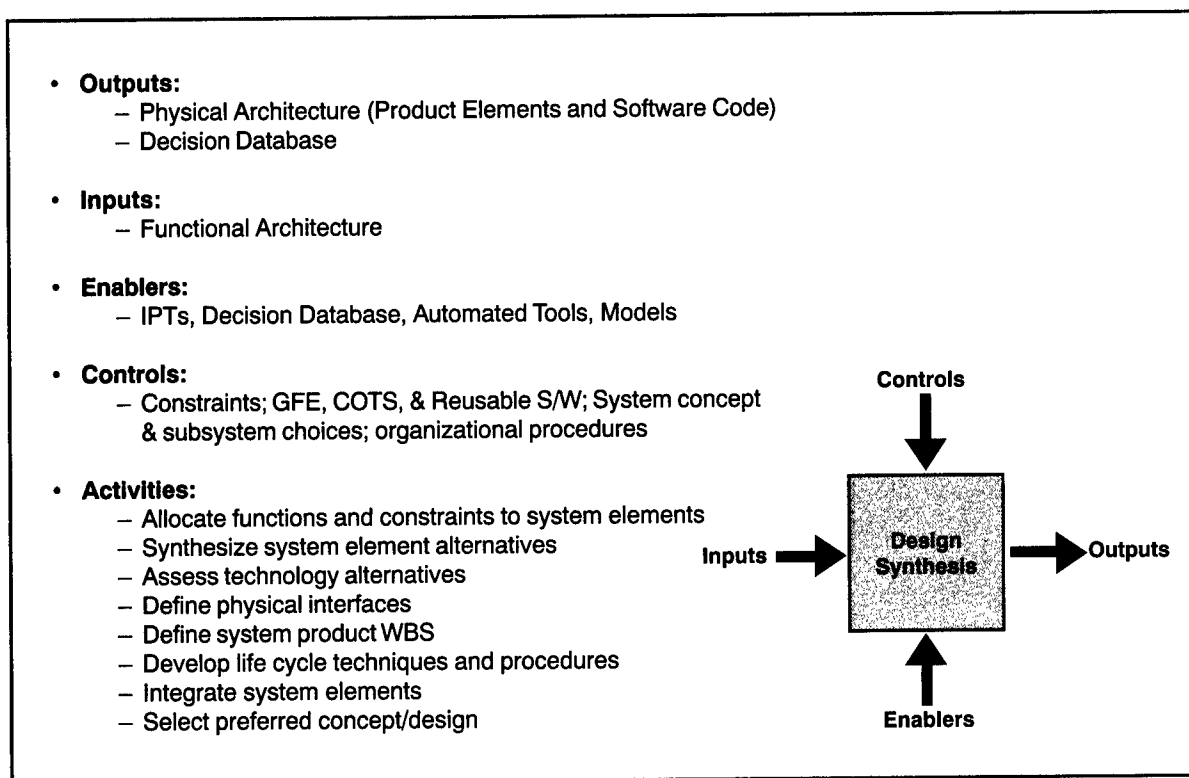 • Outputs:
– Physical Architecture (Product Elements and Software Code)
– Decision Database
• Inputs:
– Functional Architecture
• Enablers:
– IPTs, Decision Database, Automated Tools, Models
• Controls:
– Constraints; GFE, COTS, & Reusable S/W; System concept
& subsystem choices; organizational procedures
• Activities:
– Allocate functions and constraints to system elements
– Synthesize system element alternatives
– Assess technology alternatives
– Define physical interfaces
– Define system product WBS
– Develop life cycle techniques and procedures
– Integrate system elements
– Select preferred concept/design
Controls
Inputs
Design
Synthesis
Outputs
Enablers